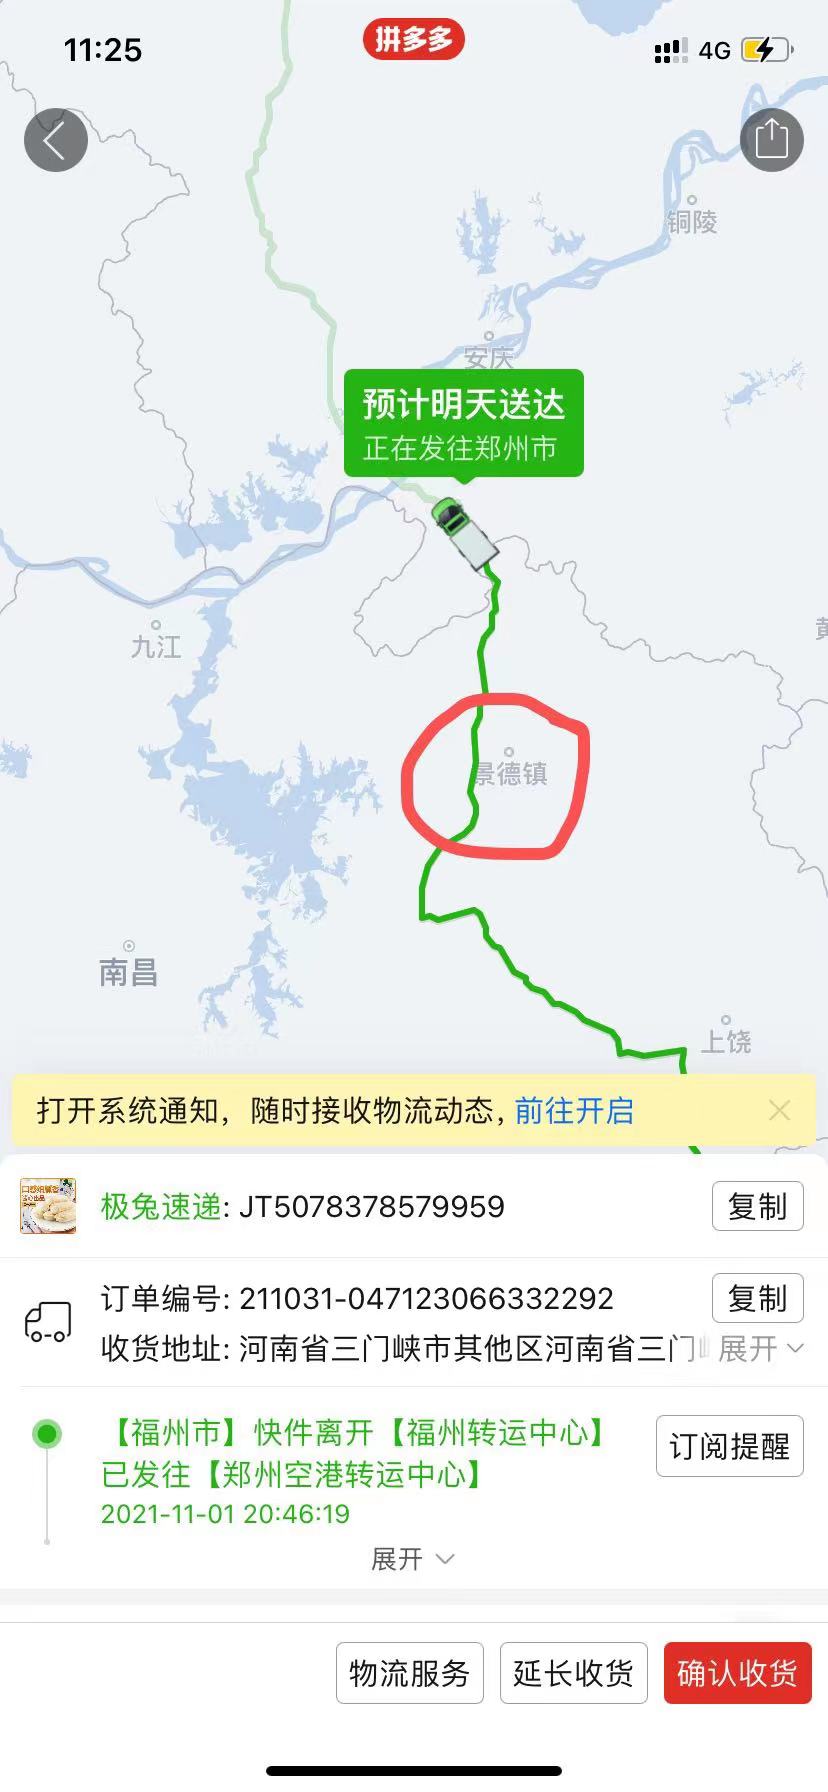 11:25
拼多多
4G
铜陵
安庆
预计明天送达
正在发往郑州市
九江
景德镇
南昌
上饶
打开系统通知，随时接收物流动态，前往开启
极兔速递: JT5078378579959
复制
订单编号: 211031-047123066332292
复制
收货地址: 河南省三门峡市其他区河南省三门
展开
【福州市】快件离开【福州转运中心】
已发往【郑州空港转运中心】
订阅提醒
2021-11-01 20:46:19
展开
物流服务
延长收货
确认收货